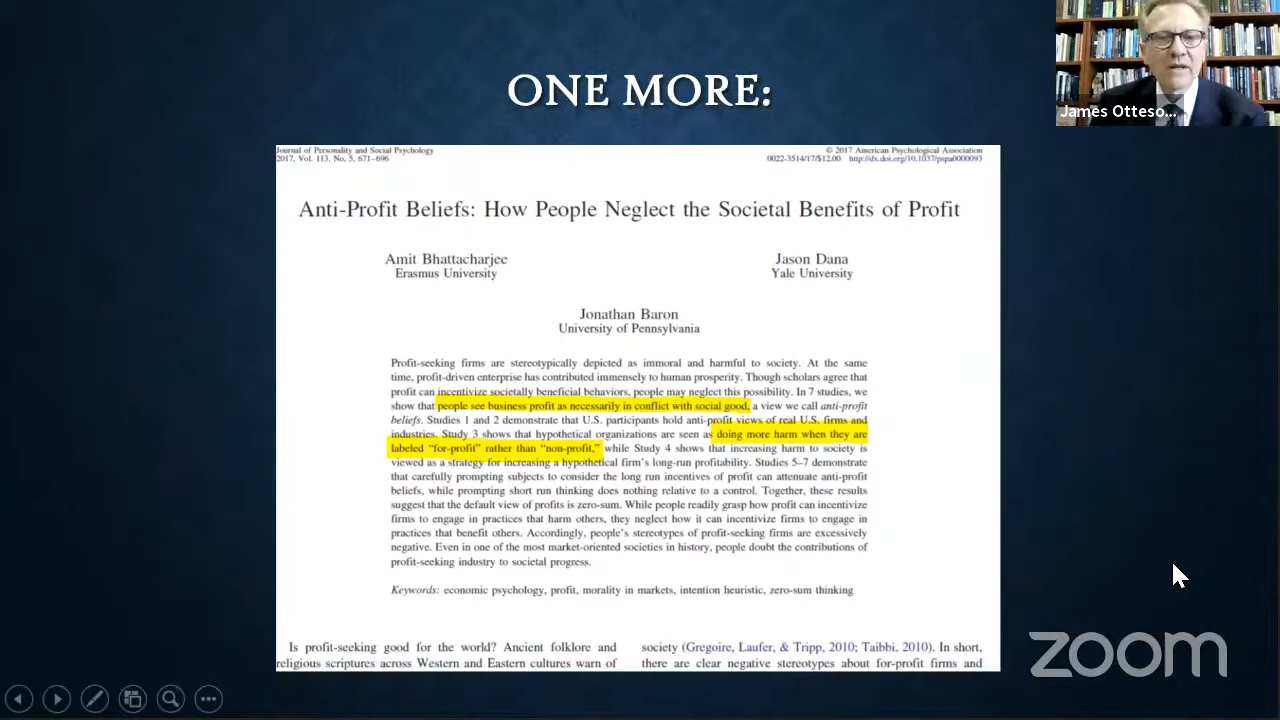 ONE MORE:
James Otteso...
Journal of Personality and Social Psychology
2017, Vol. 113, No. 5, 671–696
© 2017 American Psychological Association
0022-3514/17/$12.00 http://dx.doi.org/10.1037/pspa0000093
Anti-Profit Beliefs: How People Neglect the Societal Benefits of Profit
Amit Bhattacharjee
Erasmus University
Jason Dana
Yale University
Jonathan Baron
University of Pennsylvania
Profit-seeking firms are stereotypically depicted as immoral and harmful to society. At the same
time, profit-driven enterprise has contributed immensely to human prosperity. Though scholars agree that
profit can incentivize societally beneficial behaviors, people may neglect this possibility. In 7 studies, we
show that people see business profit as necessarily in conflict with social good, a view we call anti-profit
beliefs. Studies 1 and 2 demonstrate that U.S. participants hold anti-profit views of real U.S. firms and
industries. Study 3 shows that hypothetical organizations are seen as doing more harm when they are
labeled “for-profit” rather than “non-profit,” while Study 4 shows that increasing harm to society is
viewed as a strategy for increasing a hypothetical firm's long-run profitability. Studies 5–7 demonstrate
that carefully prompting subjects to consider the long run incentives of profit can attenuate anti-profit
beliefs, while prompting short run thinking does nothing relative to a control. Together, these results
suggest that the default view of profits is zero-sum. While people readily grasp how profit can incentivize
firms to engage in practices that harm others, they neglect how it can incentivize firms to engage in
practices that benefit others. Accordingly, people's stereotypes of profit-seeking firms are excessively
negative. Even in one of the most market-oriented societies in history, people doubt the contributions of
profit-seeking industry to societal progress.
Keywords: economic psychology, profit, morality in markets, intention heuristic, zero-sum thinking
Is profit-seeking good for the world? Ancient folklore and
religious scriptures across Western and Eastern cultures warn of
society (Gregoire, Laufer, & Tripp, 2010; Taibbi, 2010). In short,
there are clear negative stereotypes about for-profit firms and
zoom